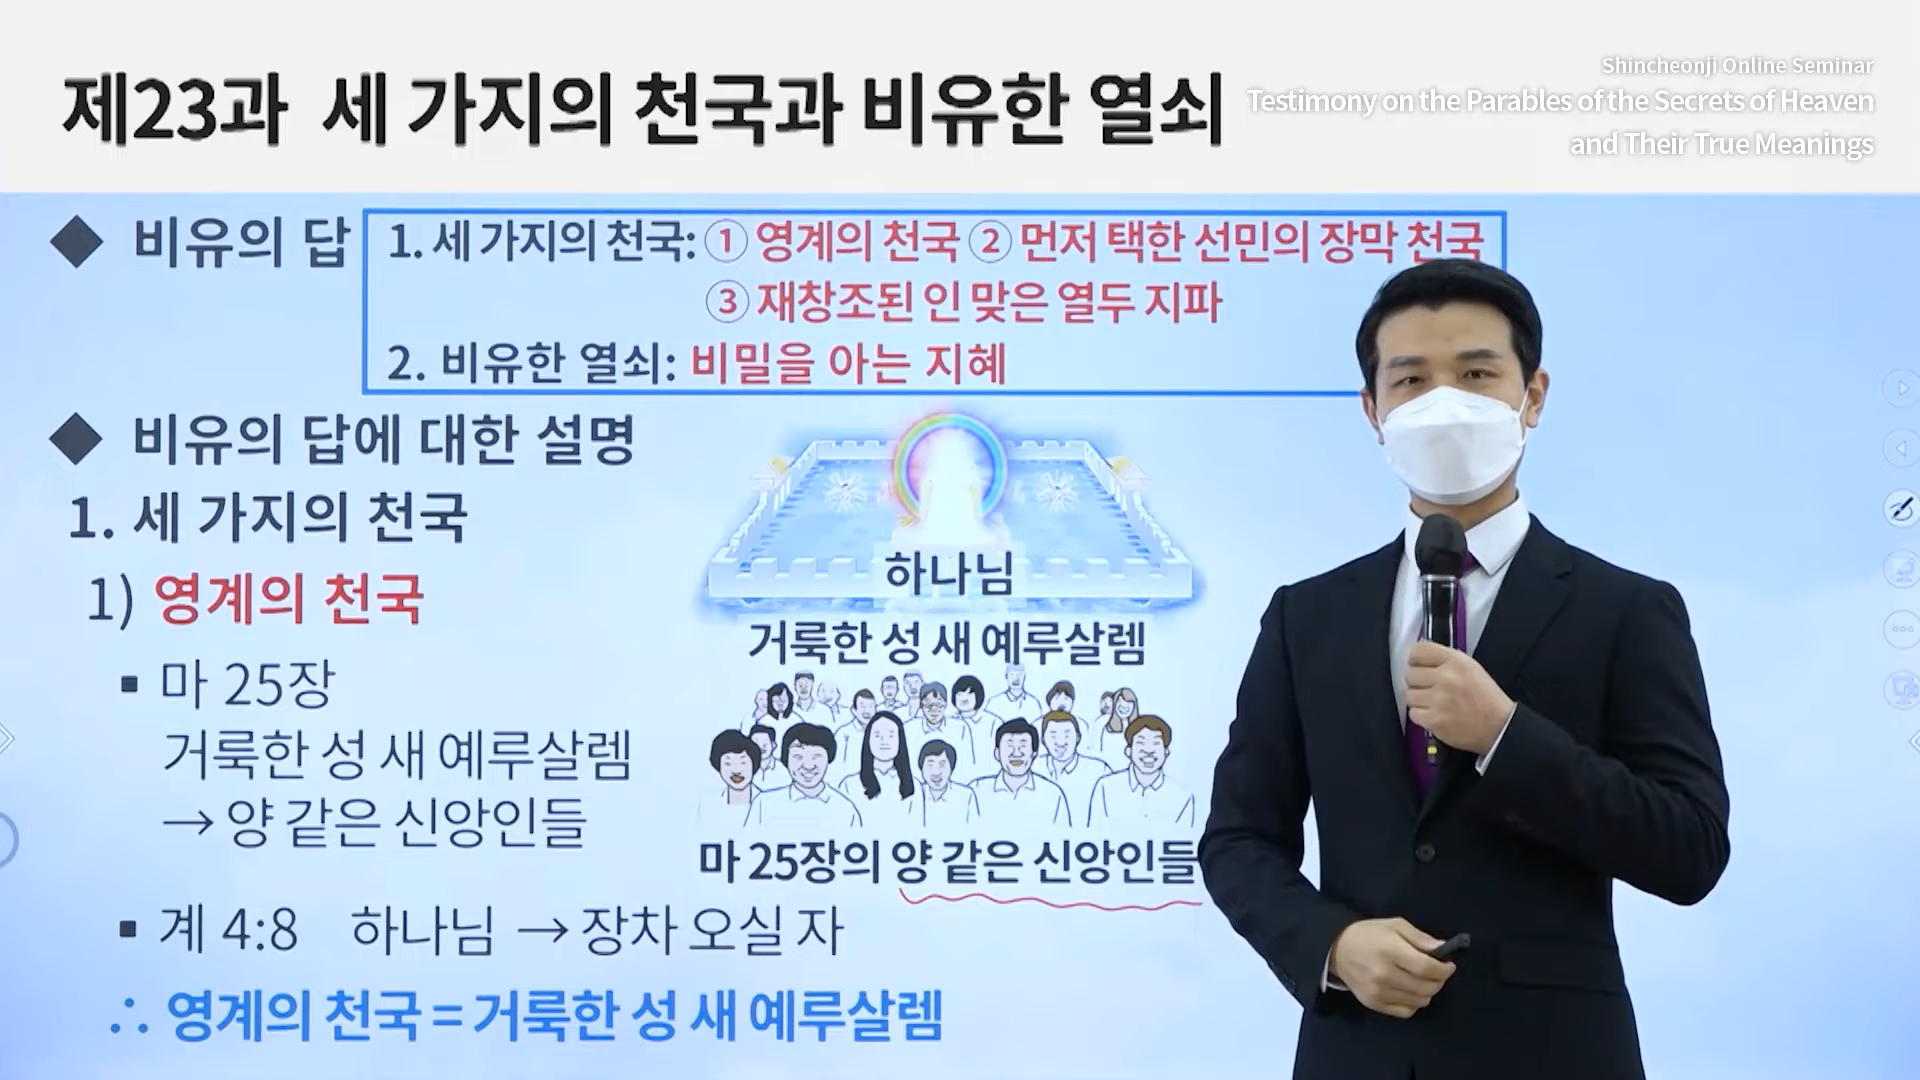 제23과 세 가지의 천국과 비유한 열쇠
Shincheonji Online Seminar
Testimony on the Parables of the Secrets of Heaven
and Their True Meanings
◆ 비유의 답
1. 세 가지의 천국: ① 영계의 천국 ② 먼저 택한 선민의 장막 천국
③ 재창조된 인 맞은 열두 지파
2. 비유한 열쇠: 비밀을 아는 지혜
◆ 비유의 답에 대한 설명
1. 세 가지의 천국
1) 영계의 천국
▪ 마 25장
거룩한 성 새 예루살렘
→ 양 같은 신앙인들
하나님
거룩한 성 새 예루살렘
마 25장의 양 같은 신앙인들
▪ 계 4:8 하나님 → 장차 오실 자
∴ 영계의 천국 = 거룩한 성 새 예루살렘